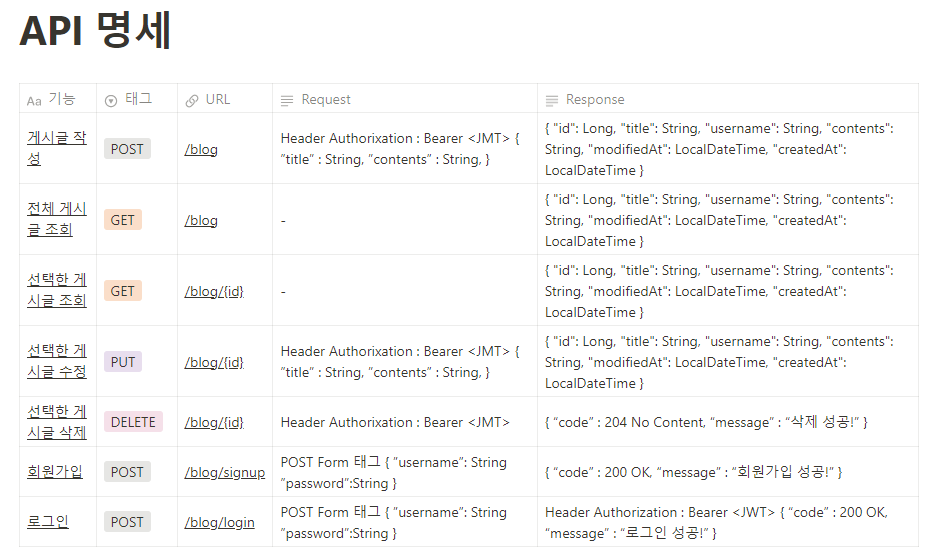 API 명세
Aa 기능 태그 URL Request Response
게시글 작
성
POST
/blog
Header Authorixation : Bearer <JMT> {
”title” : String, ”contents” : String, }
{ "id": Long, "title": String, "username": String, "contents":
String, "modifiedAt": LocalDateTime, "createdAt":
LocalDateTime }
전체 게시
글 조회
GET
/blog
-
{ "id": Long, "title": String, "username": String, "contents":
String, "modifiedAt": LocalDateTime, "createdAt":
LocalDateTime }
선택한 게
시글 조회
GET
/blog/{id}
-
{ "id": Long, "title": String, "username": String, "contents":
String, "modifiedAt": LocalDateTime, "createdAt":
LocalDateTime }
선택한 게
시글 수정
PUT
/blog/{id}
Header Authorixation : Bearer <JMT> {
”title” : String, ”contents” : String, }
{ "id": Long, "title": String, "username": String, "contents":
String, "modifiedAt": LocalDateTime, "createdAt":
LocalDateTime }
선택한 게
시글 삭제
DELETE
/blog/{id}
Header Authorixation : Bearer <JMT>
{ “code” : 204 No Content, “message” : “삭제 성공!” }
회원가입
POST
/blog/signup
POST Form 태그 { ”username”: String
”password”:String }
{ “code” : 200 OK, “message” : “회원가입 성공!” }
로그인
POST
/blog/login
POST Form 태그 { ”username”: String
”password”:String }
Header Authorization : Bearer <JWT> { “code” : 200 OK,
“message” : “로그인 성공!” }